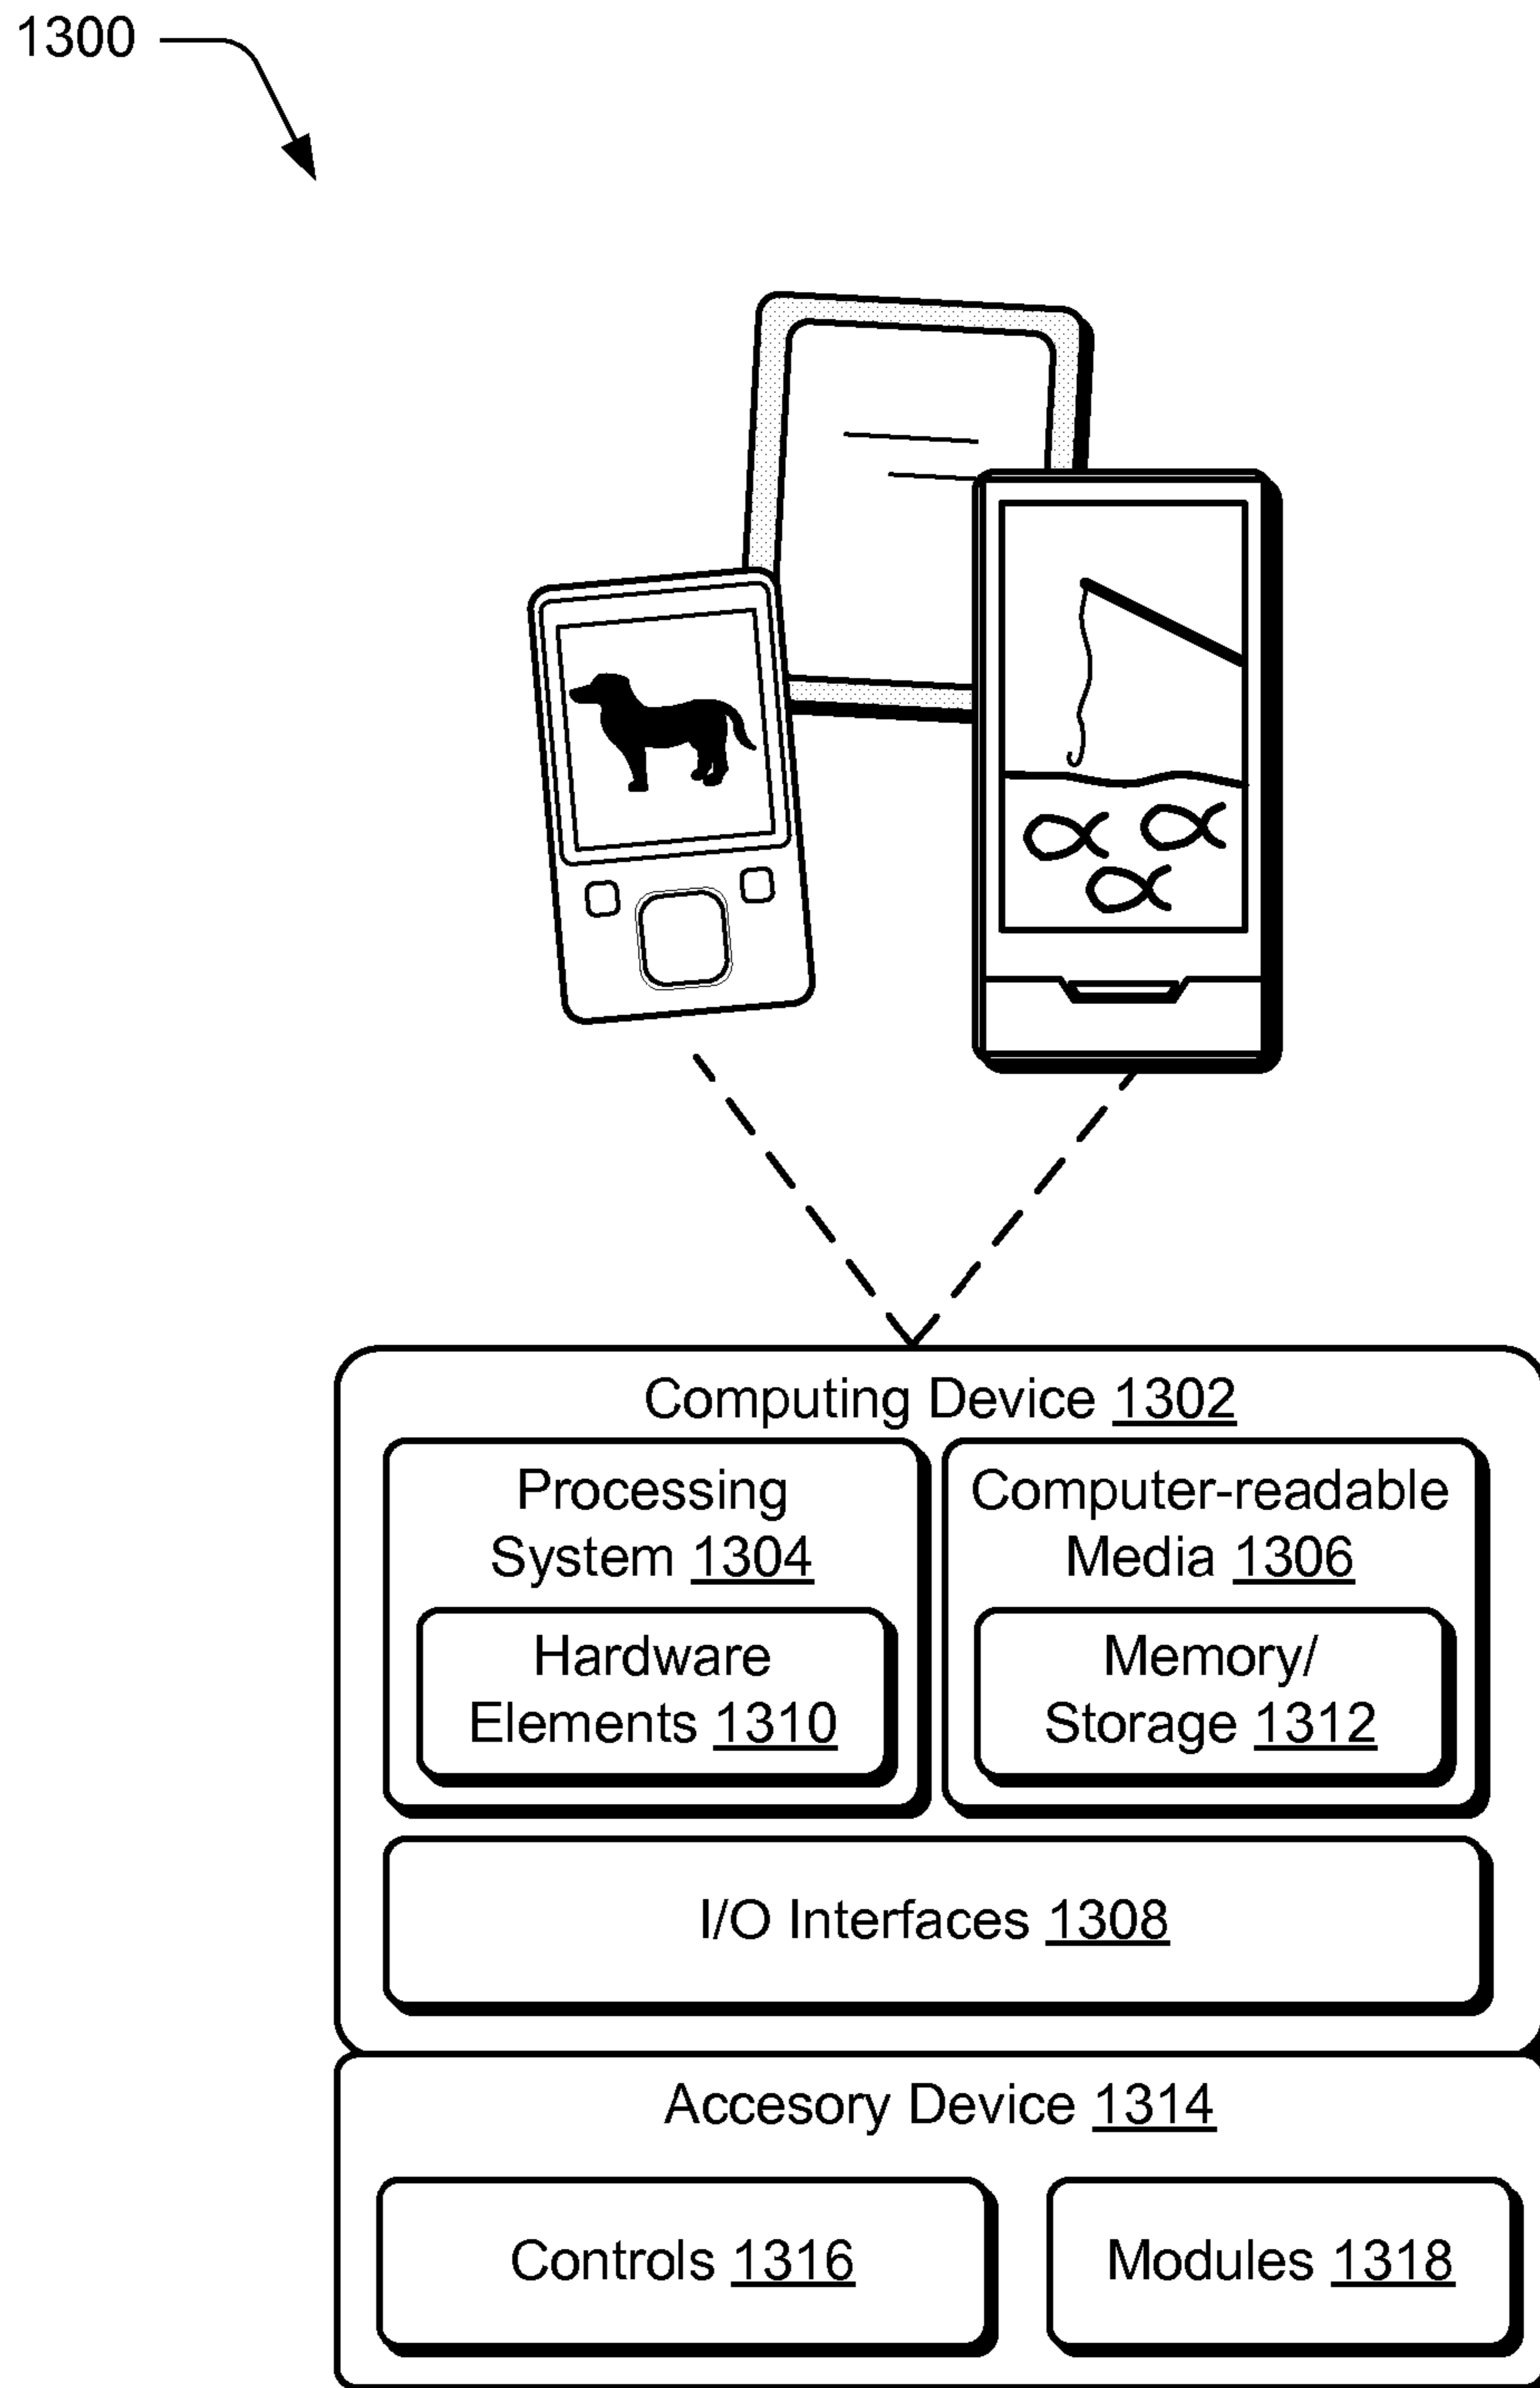 1300
Computing Device 1302
Processing
System 1304
Hardware
Elements 1310
Computer-readable
Media 1306
Memory/
Storage 1312
I/O Interfaces 1308
Accesory Device 1314
Controls 1316
Modules 1318